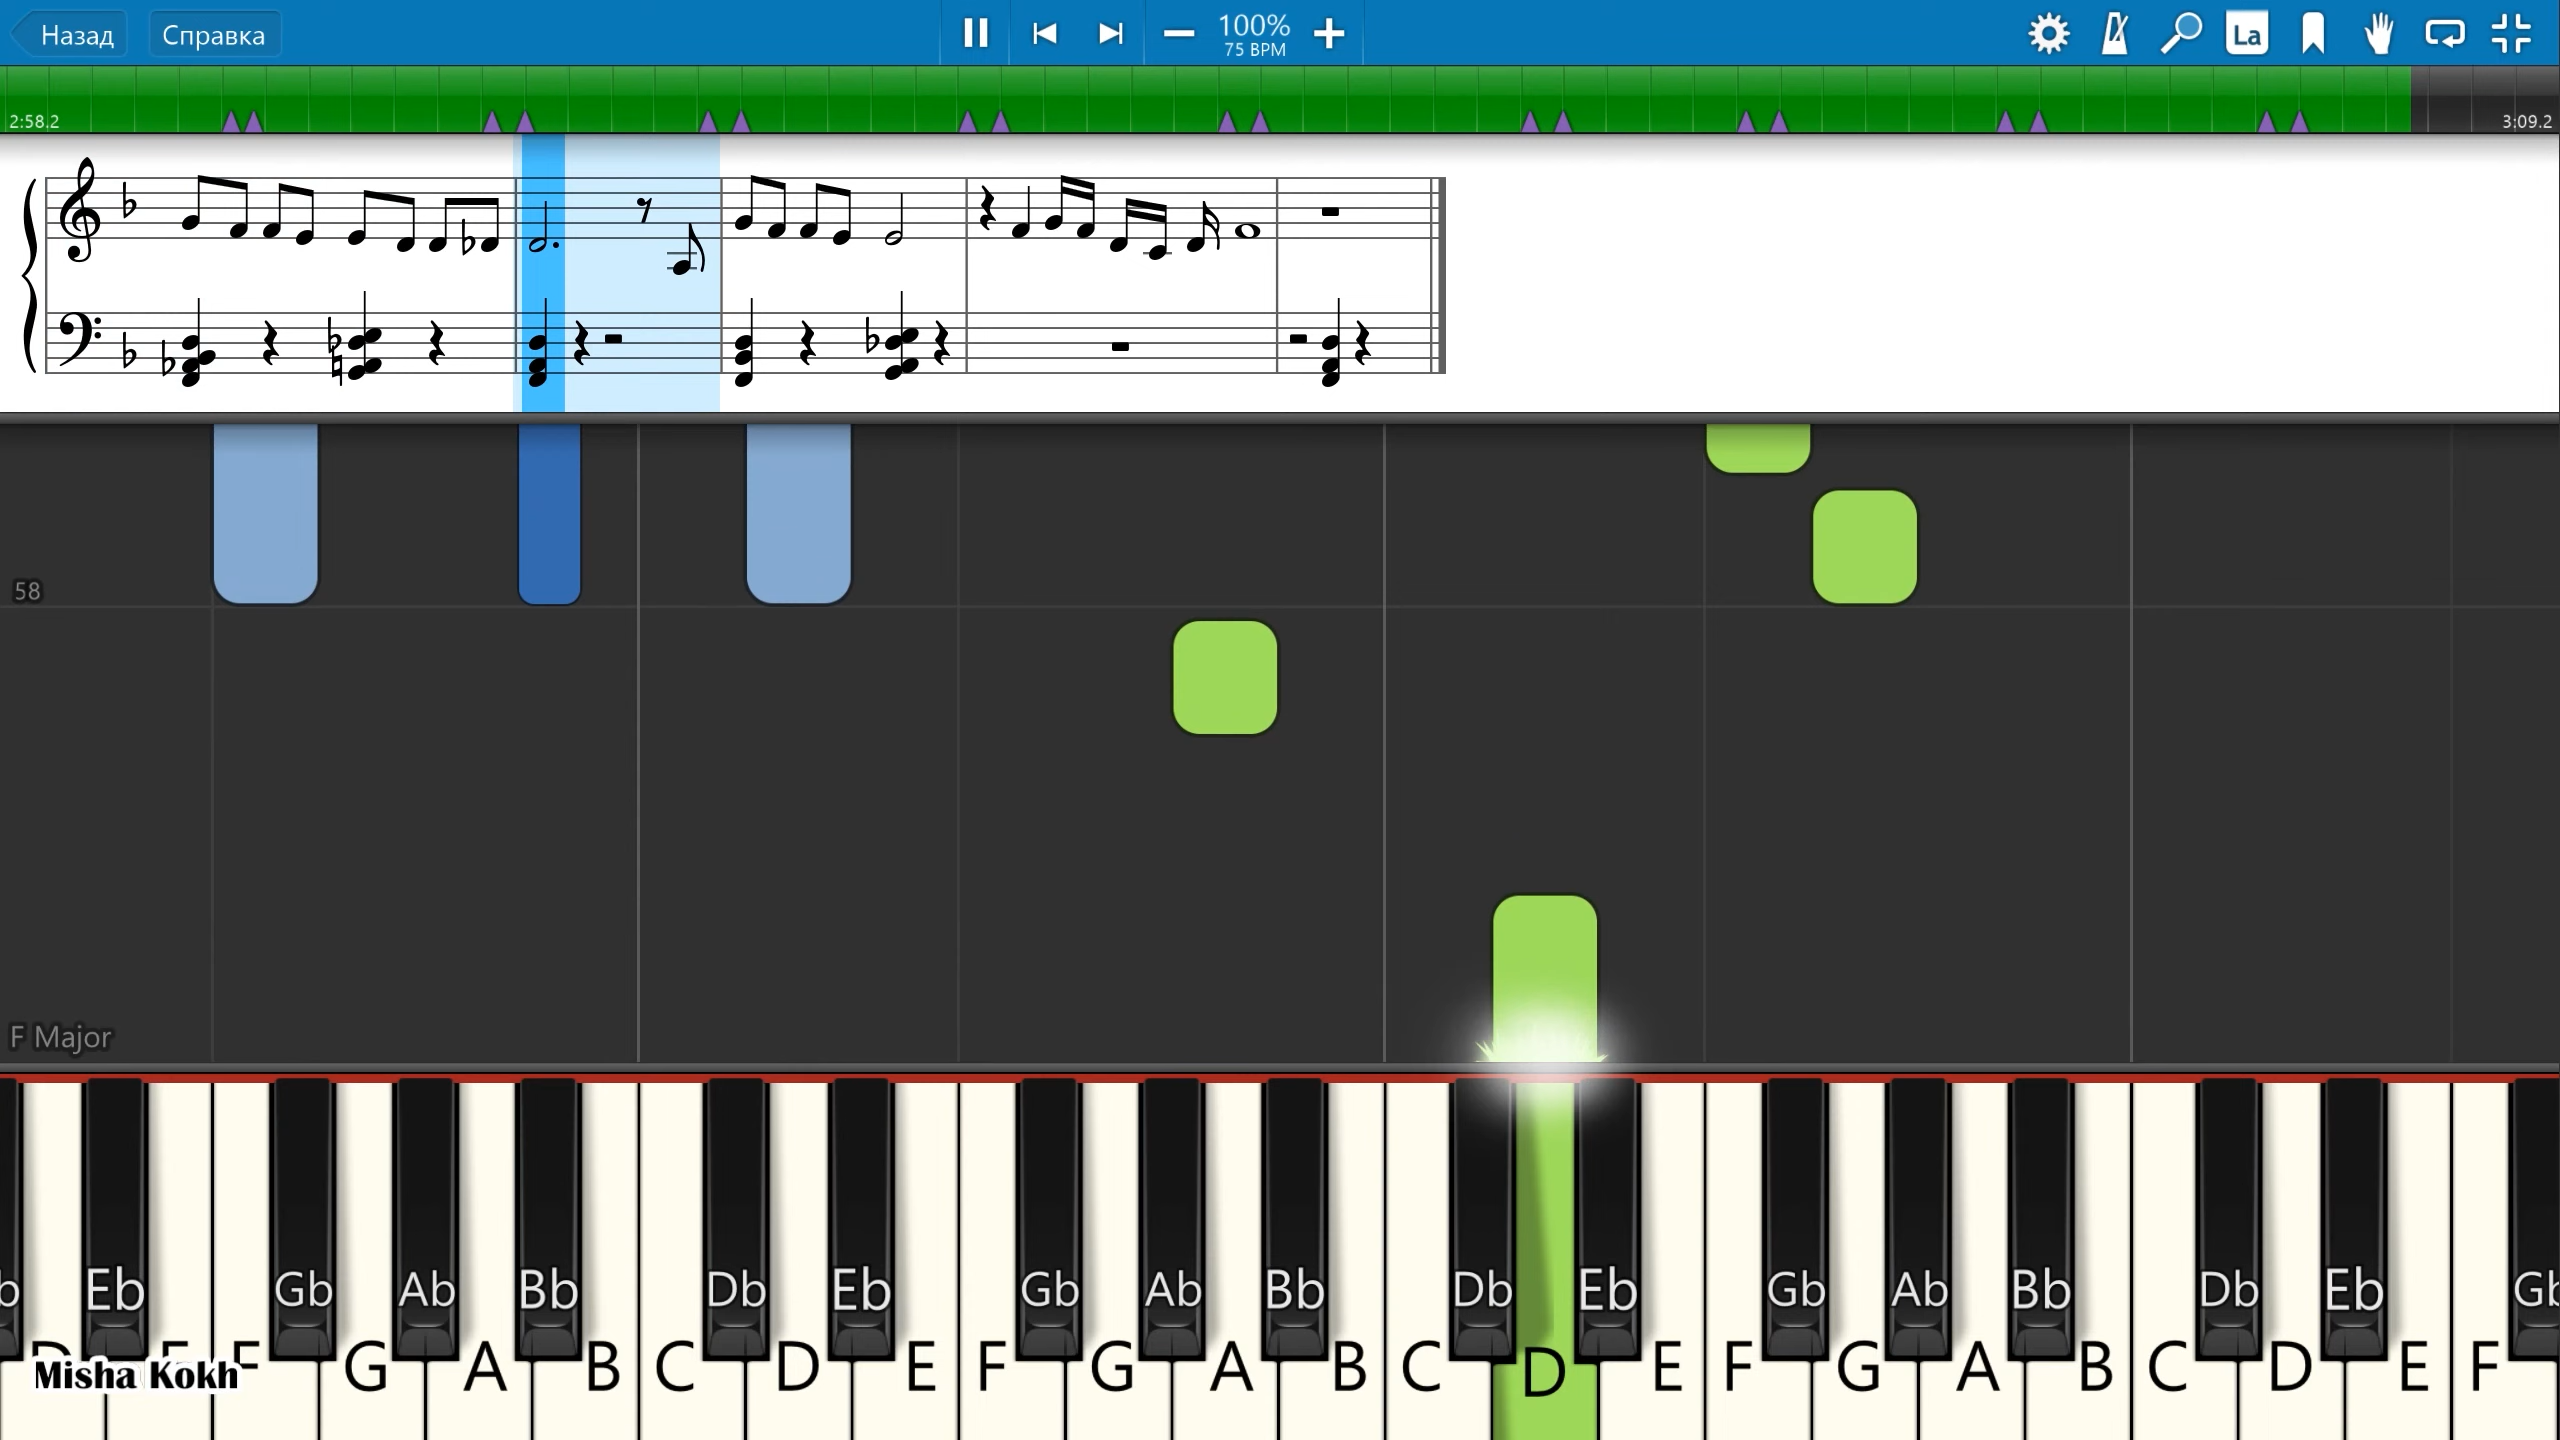 Назад Справка 100% La
75 BPM
2:58.2 3:09.2
58
F Major
Eb Gb Ab Bb Db Eb Gb Ab Bb Db Eb Gb Ab Bb Db Eb Gb
F G A B C D E F G A B C D E F G A B C D E F
Misha Kokh